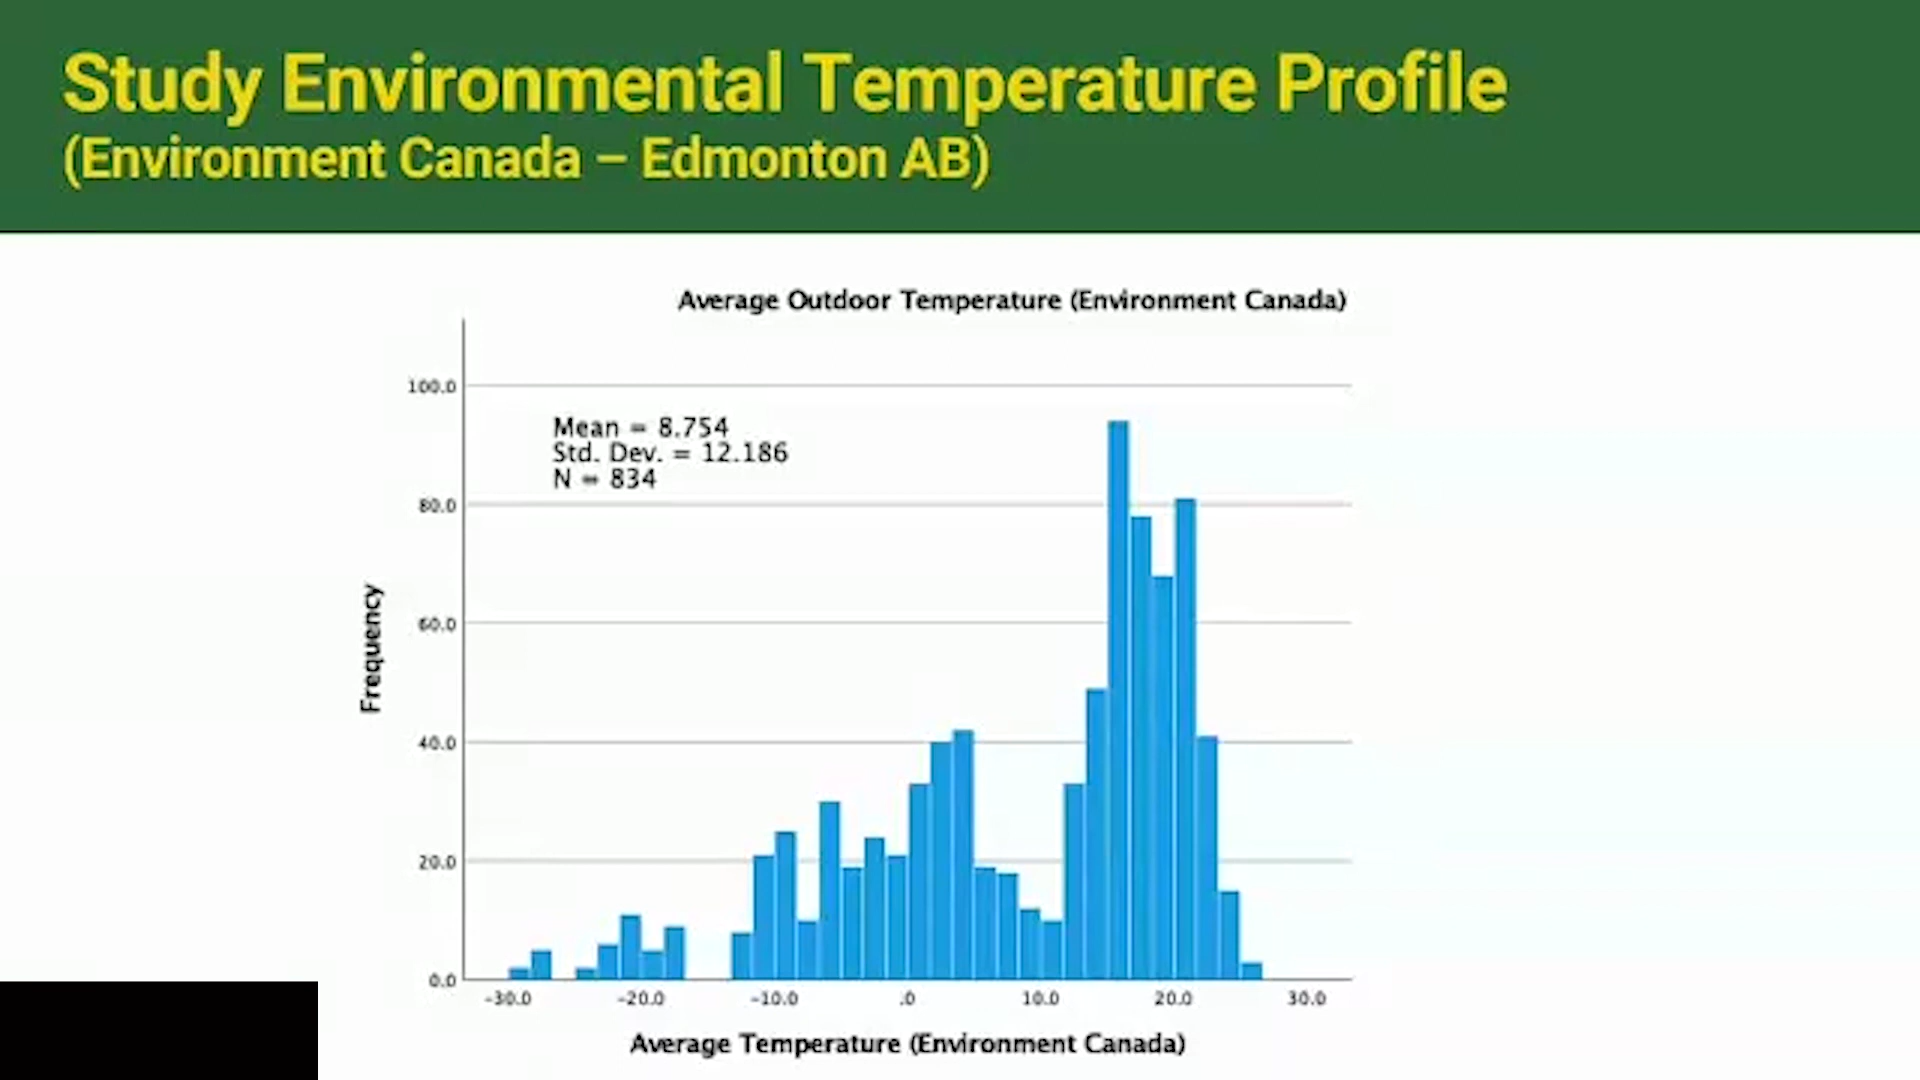 Study Environmental Temperature Profile
(Environment Canada – Edmonton AB)
Average Outdoor Temperature (Environment Canada)
100.0
Mean = 8.754
Std. Dev. = 12.186
N = 834
80.0
60.0
Frequency
40.0
20.0
0.0
-30.0 -20.0 -10.0 .0 10.0 20.0 30.0
Average Temperature (Environment Canada)